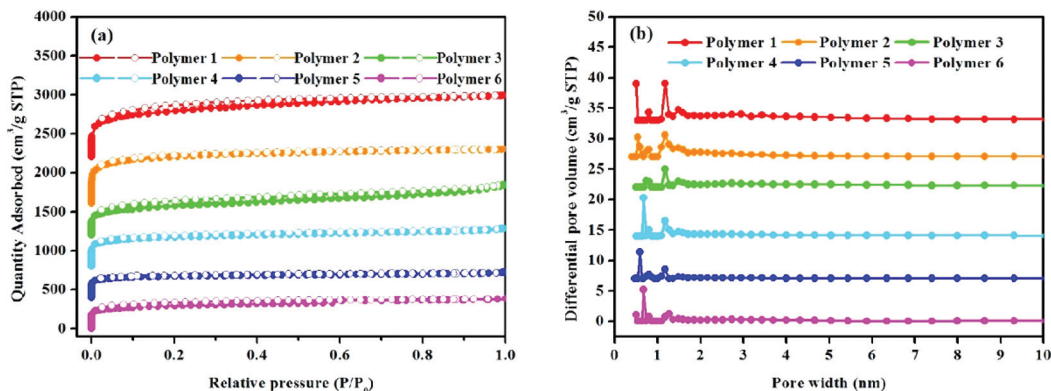 (a)
Polymer 1 Polymer 2 Polymer 3
Polymer 4 Polymer 5 Polymer 6
Quantity Adsorbed (cm³/g STP)
4000
3500
3000
2500
2000
1500
1000
500
0
0.0 0.2 0.4 0.6 0.8 1.0
Relative pressure (P/P₀)
(b)
Polymer 1 Polymer 2 Polymer 3
Polymer 4 Polymer 5 Polymer 6
Differential pore volume (cm³/g STP)
50
45
40
35
30
25
20
15
10
5
0
0 1 2 3 4 5 6 7 8 9 10
Pore width (nm)